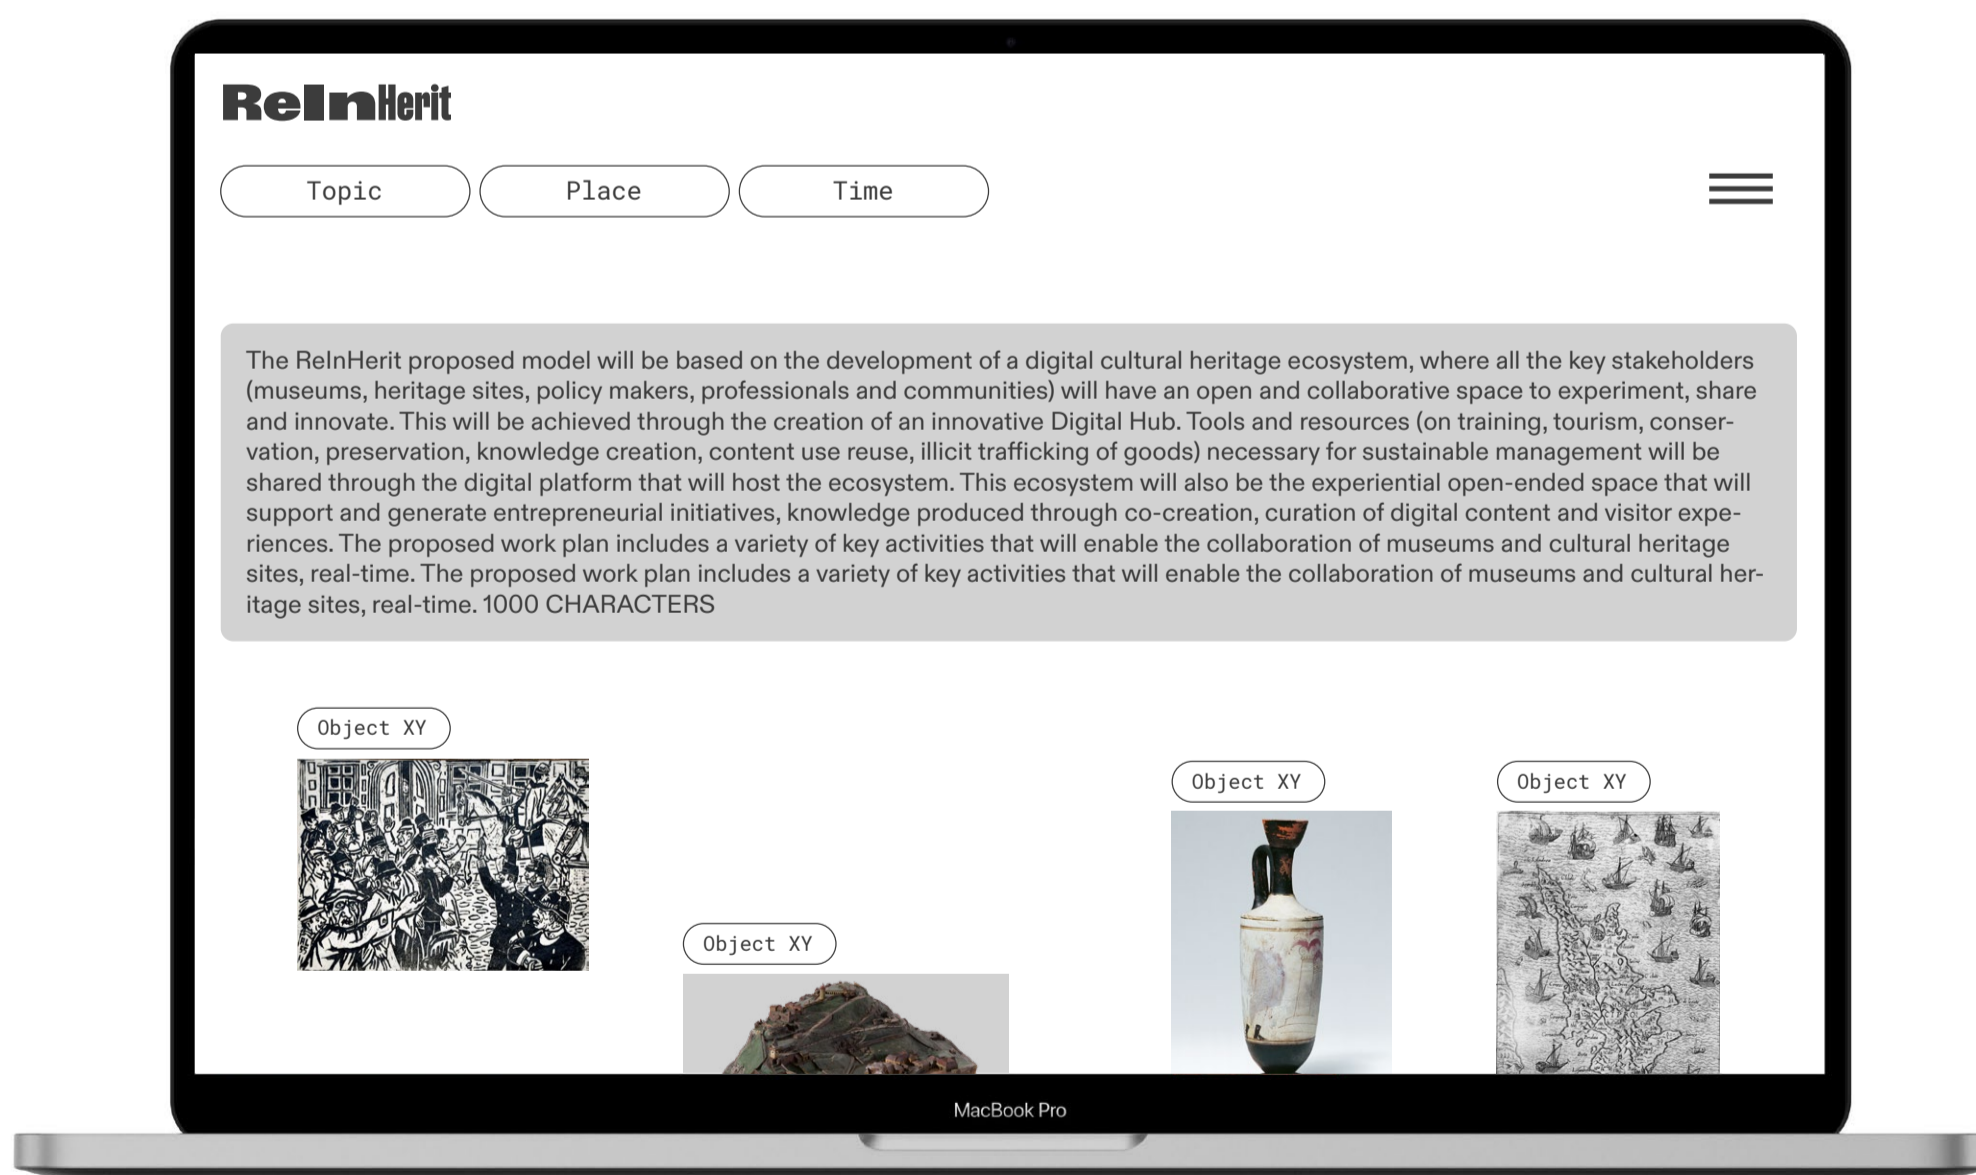 ReInHerit
Topic
Place
Time
The ReInHerit proposed model will be based on the development of a digital cultural heritage ecosystem, where all the key stakeholders
(museums, heritage sites, policy makers, professionals and communities) will have an open and collaborative space to experiment, share
and innovate. This will be achieved through the creation of an innovative Digital Hub. Tools and resources (on training, tourism, conser-
vation, preservation, knowledge creation, content use reuse, illicit trafficking of goods) necessary for sustainable management will be
shared through the digital platform that will host the ecosystem. This ecosystem will also be the experiential open-ended space that will
support and generate entrepreneurial initiatives, knowledge produced through co-creation, curation of digital content and visitor expe-
riences. The proposed work plan includes a variety of key activities that will enable the collaboration of museums and cultural heritage
sites, real-time. The proposed work plan includes a variety of key activities that will enable the collaboration of museums and cultural her-
itage sites, real-time. 1000 CHARACTERS
Object XY
Object XY
Object XY
Object XY
MacBook Pro